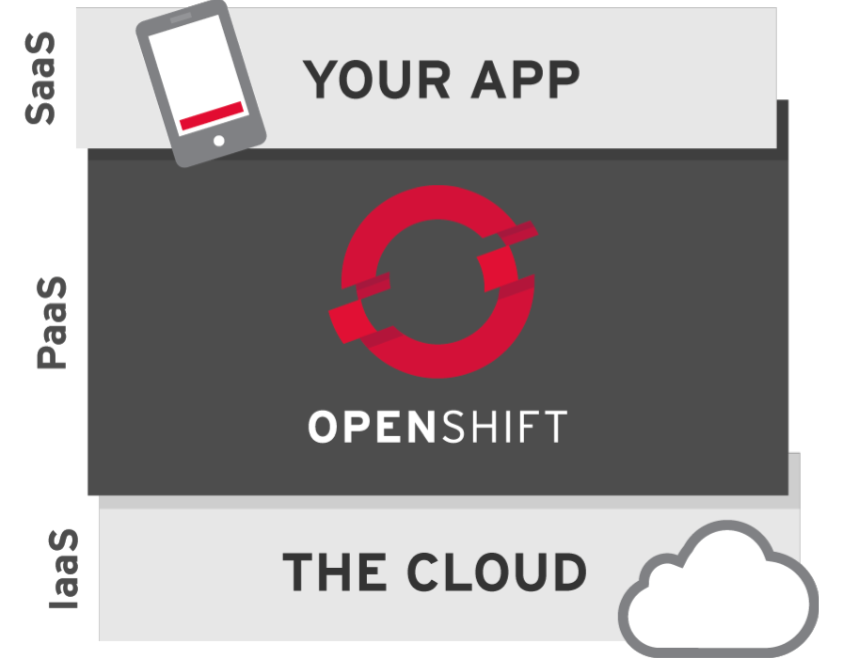 SaaS
YOUR APP
PaaS
OPENSHIFT
IaaS
THE CLOUD